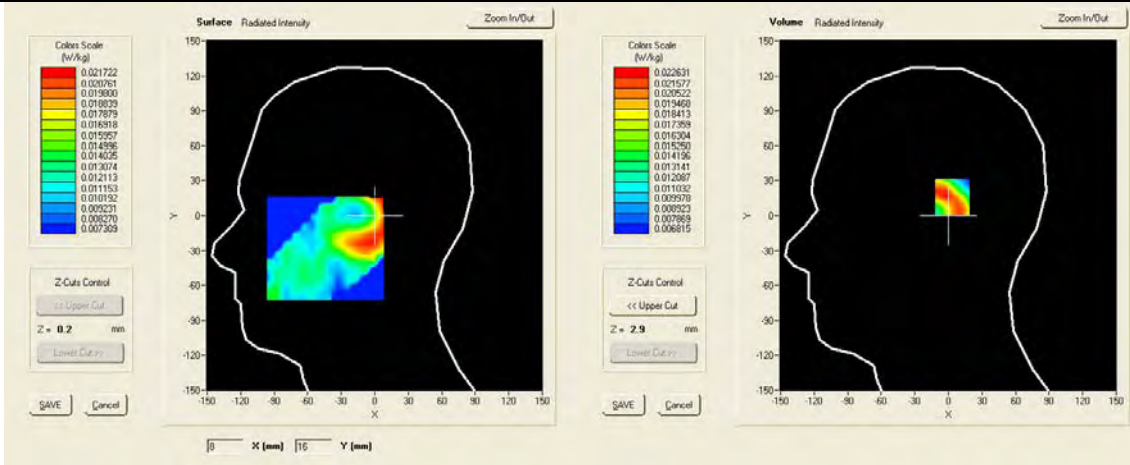 Surface Radiated Intensity
Zoom In/Out
Colors Scale
(W/kg)
0.021722
0.020761
0.019800
0.018839
0.017879
0.016918
0.015957
0.014996
0.014035
0.013074
0.012113
0.011153
0.010192
0.009231
0.008270
0.007309
Z-Cuts Control
<< Upper Cut
Z = 0.2 mm
Lower Cut >>
SAVE Cancel
150
120
90
60
30
0
-30
-60
-90
-120
-150
Y
-150 -120 -90 -60 -30 0 30 60 90 120 150
X
8 X (mm) 16 Y (mm)
Volume Radiated Intensity
Zoom In/Out
Colors Scale
(W/kg)
0.022631
0.021577
0.020522
0.019468
0.018413
0.017359
0.016304
0.015250
0.014196
0.013141
0.012087
0.011032
0.009978
0.008923
0.007869
0.006815
Z-Cuts Control
<< Upper Cut
Z = 2.9 mm
Lower Cut >>
SAVE Cancel
150
120
90
60
30
0
-30
-60
-90
-120
-150
Y
-150 -120 -90 -60 -30 0 30 60 90 120 150
X